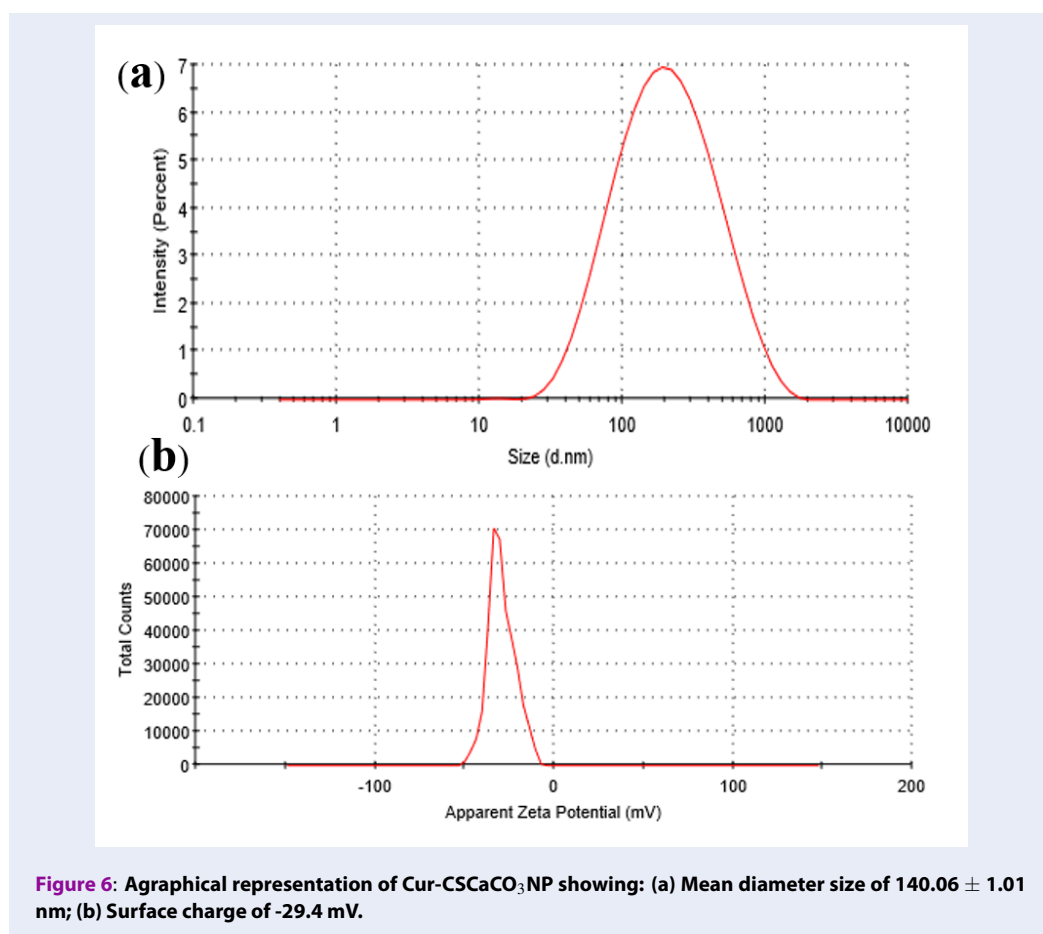 (a)
7
6
5
4
3
2
1
0
Intensity (Percent)
0.1 1 10 100 1000 10000
Size (d.nm)
(b)
80000
70000
60000
50000
40000
30000
20000
10000
0
Total Counts
-100 0 100 200
Apparent Zeta Potential (mV)
Figure 6: Agraphical representation of Cur-CSCaCO₃NP showing: (a) Mean diameter size of 140.06 ± 1.01
nm; (b) Surface charge of -29.4 mV.